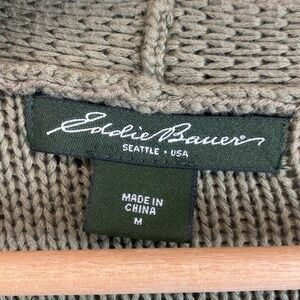 Eddie Bauer
SEATTLE • USA
MADE IN
CHINA
M